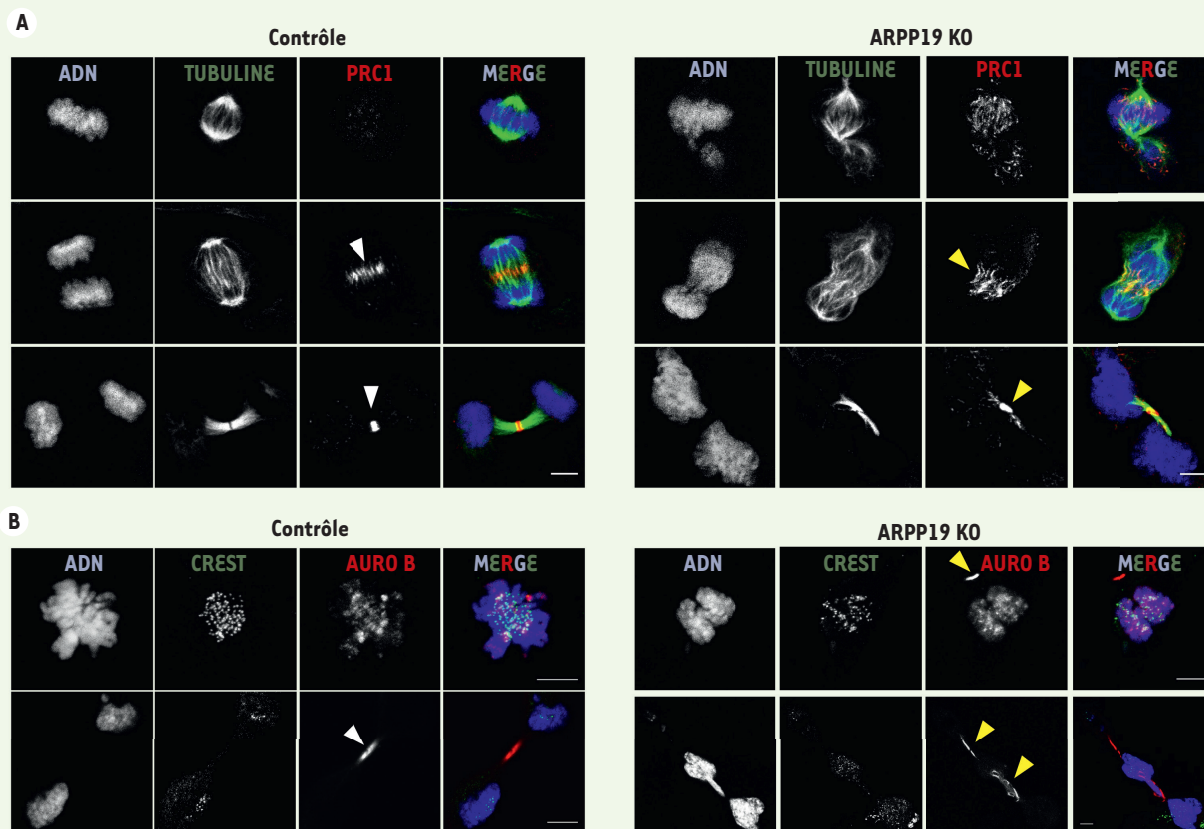 A
Contrôle
ARPP19 KO
ADN TUBULINE PRC1 MERGE
ADN TUBULINE PRC1 MERGE
B
Contrôle
ARPP19 KO
ADN CREST AURO B MERGE
ADN CREST AURO B MERGE